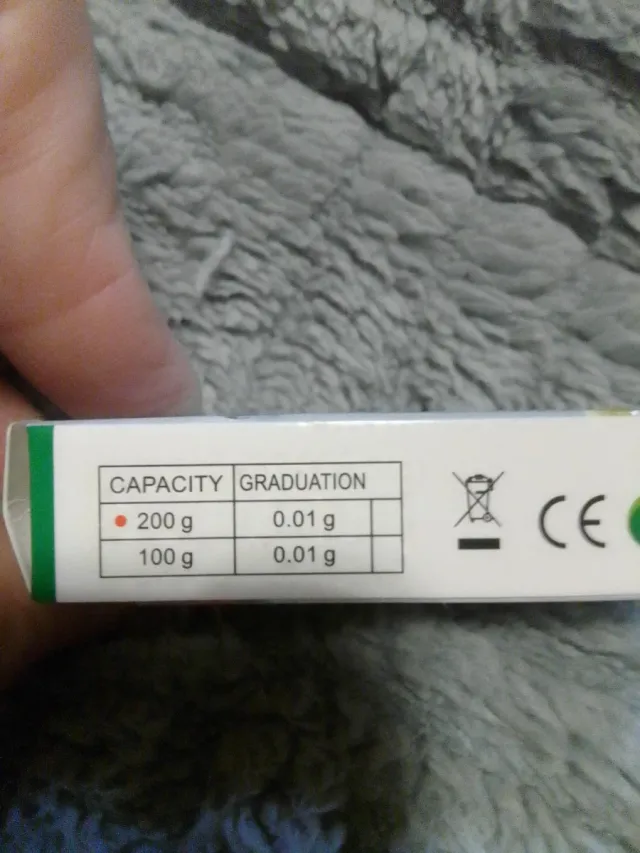 CAPACITY GRADUATION
200 g 0.01 g
100 g 0.01 g
CE